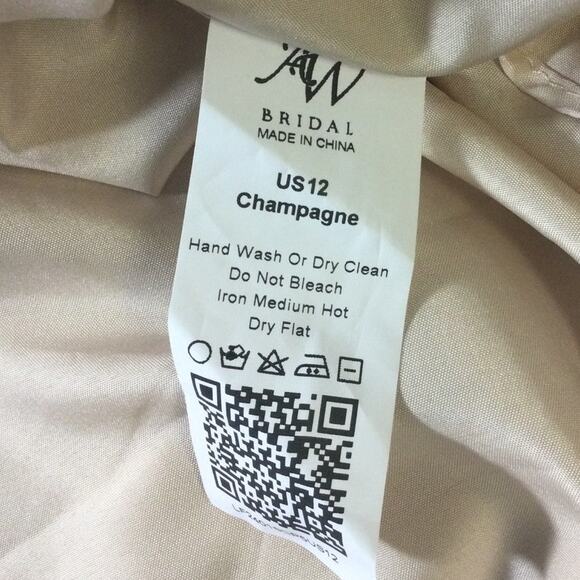 AW
BRIDAL
MADE IN CHINA
US12
Champagne
Hand Wash Or Dry Clean
Do Not Bleach
Iron Medium Hot
Dry Flat